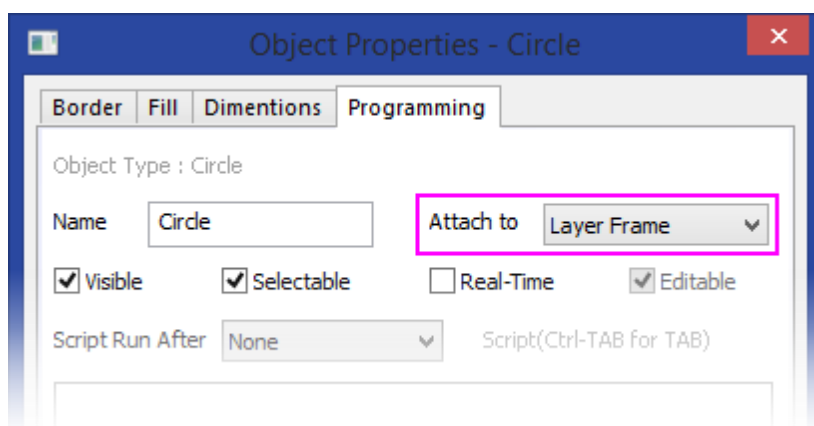 Object Properties - Circle
Border Fill Dimentions Programming
Object Type : Circle
Name Circle Attach to Layer Frame
Visible Selectable Real-Time Editable
Script Run After None Script(Ctrl-TAB for TAB)